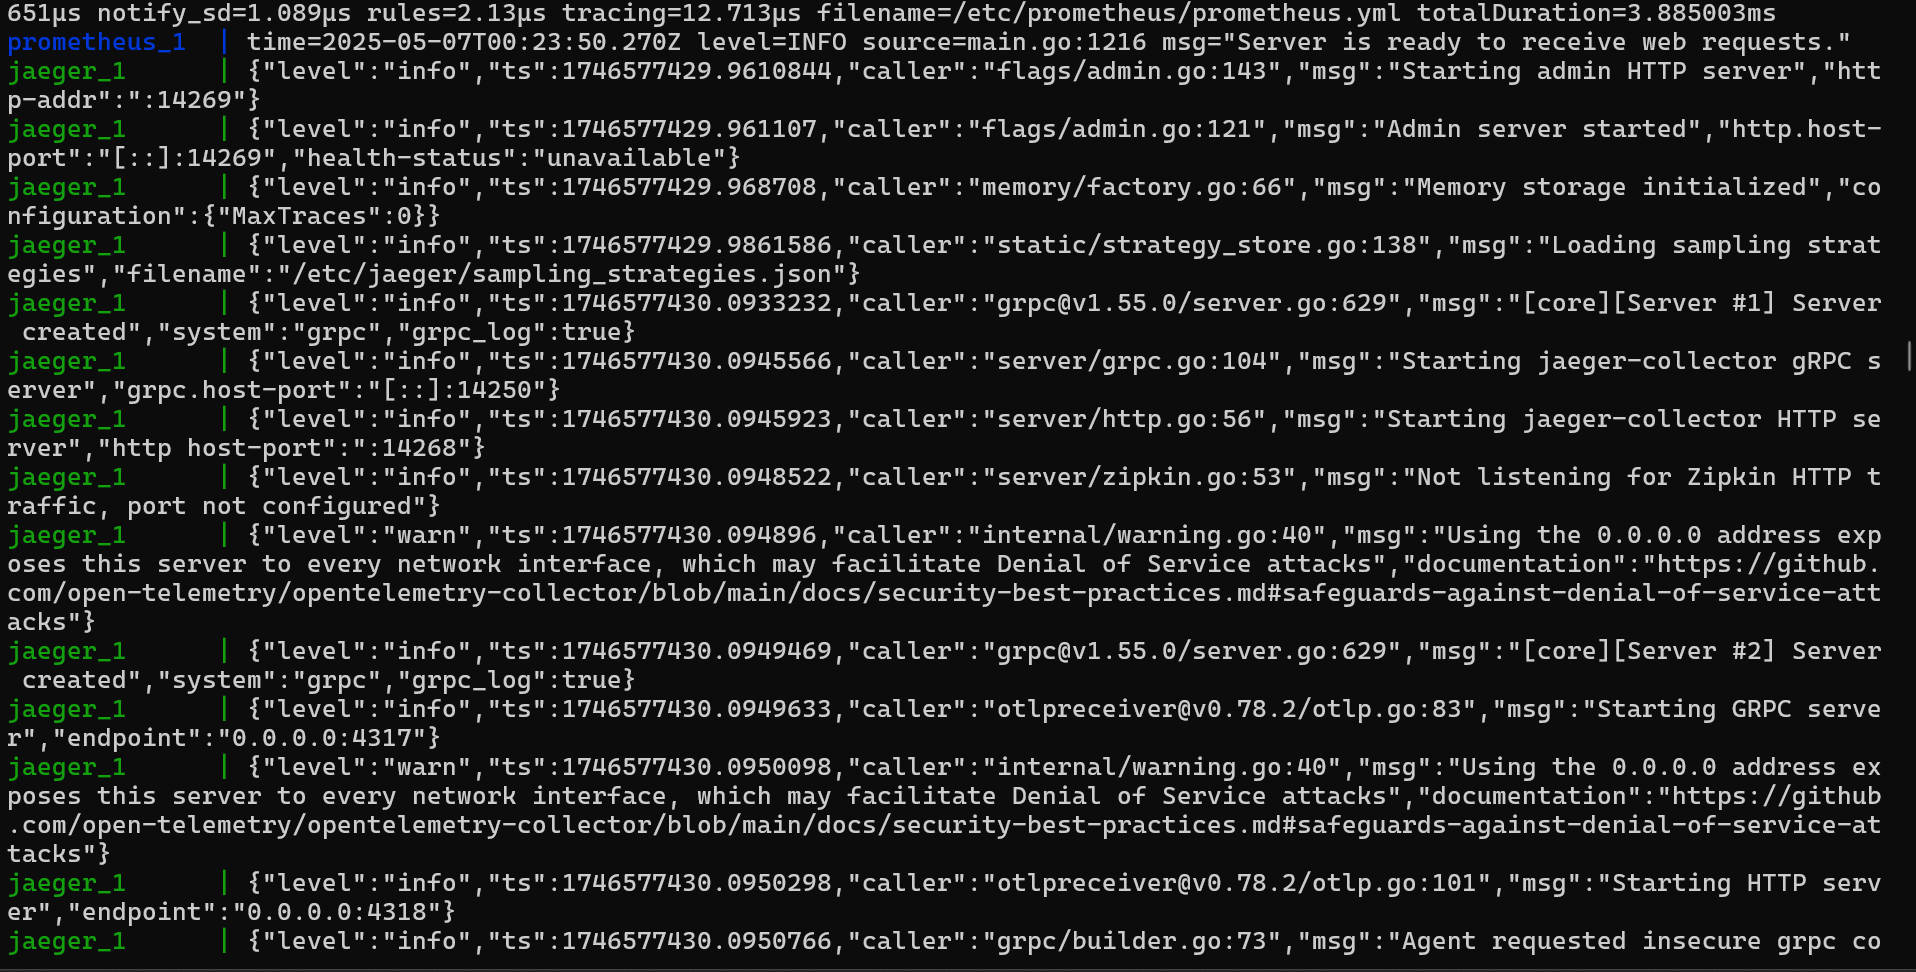 651µs notify_sd=1.089µs rules=2.13µs tracing=12.713µs filename=/etc/prometheus/prometheus.yml totalDuration=3.885003ms
prometheus_1  | time=2025-05-07T00:23:50.270Z level=INFO source=main.go:1216 msg="Server is ready to receive web requests."
jaeger_1      | {"level":"info","ts":1746577429.9610844,"caller":"flags/admin.go:143","msg":"Starting admin HTTP server","htt
p-addr":":14269"}
jaeger_1      | {"level":"info","ts":1746577429.961107,"caller":"flags/admin.go:121","msg":"Admin server started","http.host-
port":"[::]:14269","health-status":"unavailable"}
jaeger_1      | {"level":"info","ts":1746577429.968708,"caller":"memory/factory.go:66","msg":"Memory storage initialized","co
nfiguration":{"MaxTraces":0}}
jaeger_1      | {"level":"info","ts":1746577429.9861586,"caller":"static/strategy_store.go:138","msg":"Loading sampling strat
egies","filename":"/etc/jaeger/sampling_strategies.json"}
jaeger_1      | {"level":"info","ts":1746577430.0933232,"caller":"grpc@v1.55.0/server.go:629","msg":"[core][Server #1] Server
 created","system":"grpc","grpc_log":true}
jaeger_1      | {"level":"info","ts":1746577430.0945566,"caller":"server/grpc.go:104","msg":"Starting jaeger-collector gRPC s
erver","grpc.host-port":"[::]:14250"}
jaeger_1      | {"level":"info","ts":1746577430.0945923,"caller":"server/http.go:56","msg":"Starting jaeger-collector HTTP se
rver","http host-port":":14268"}
jaeger_1      | {"level":"info","ts":1746577430.0948522,"caller":"server/zipkin.go:53","msg":"Not listening for Zipkin HTTP t
raffic, port not configured"}
jaeger_1      | {"level":"warn","ts":1746577430.094896,"caller":"internal/warning.go:40","msg":"Using the 0.0.0.0 address exp
oses this server to every network interface, which may facilitate Denial of Service attacks","documentation":"https://github.
com/open-telemetry/opentelemetry-collector/blob/main/docs/security-best-practices.md#safeguards-against-denial-of-service-att
acks"}
jaeger_1      | {"level":"info","ts":1746577430.0949469,"caller":"grpc@v1.55.0/server.go:629","msg":"[core][Server #2] Server
 created","system":"grpc","grpc_log":true}
jaeger_1      | {"level":"info","ts":1746577430.0949633,"caller":"otlpreceiver@v0.78.2/otlp.go:83","msg":"Starting GRPC serve
r","endpoint":"0.0.0.0:4317"}
jaeger_1      | {"level":"warn","ts":1746577430.0950098,"caller":"internal/warning.go:40","msg":"Using the 0.0.0.0 address ex
poses this server to every network interface, which may facilitate Denial of Service attacks","documentation":"https://github
.com/open-telemetry/opentelemetry-collector/blob/main/docs/security-best-practices.md#safeguards-against-denial-of-service-at
tacks"}
jaeger_1      | {"level":"info","ts":1746577430.0950298,"caller":"otlpreceiver@v0.78.2/otlp.go:101","msg":"Starting HTTP serv
er","endpoint":"0.0.0.0:4318"}
jaeger_1      | {"level":"info","ts":1746577430.0950766,"caller":"grpc/builder.go:73","msg":"Agent requested insecure grpc co